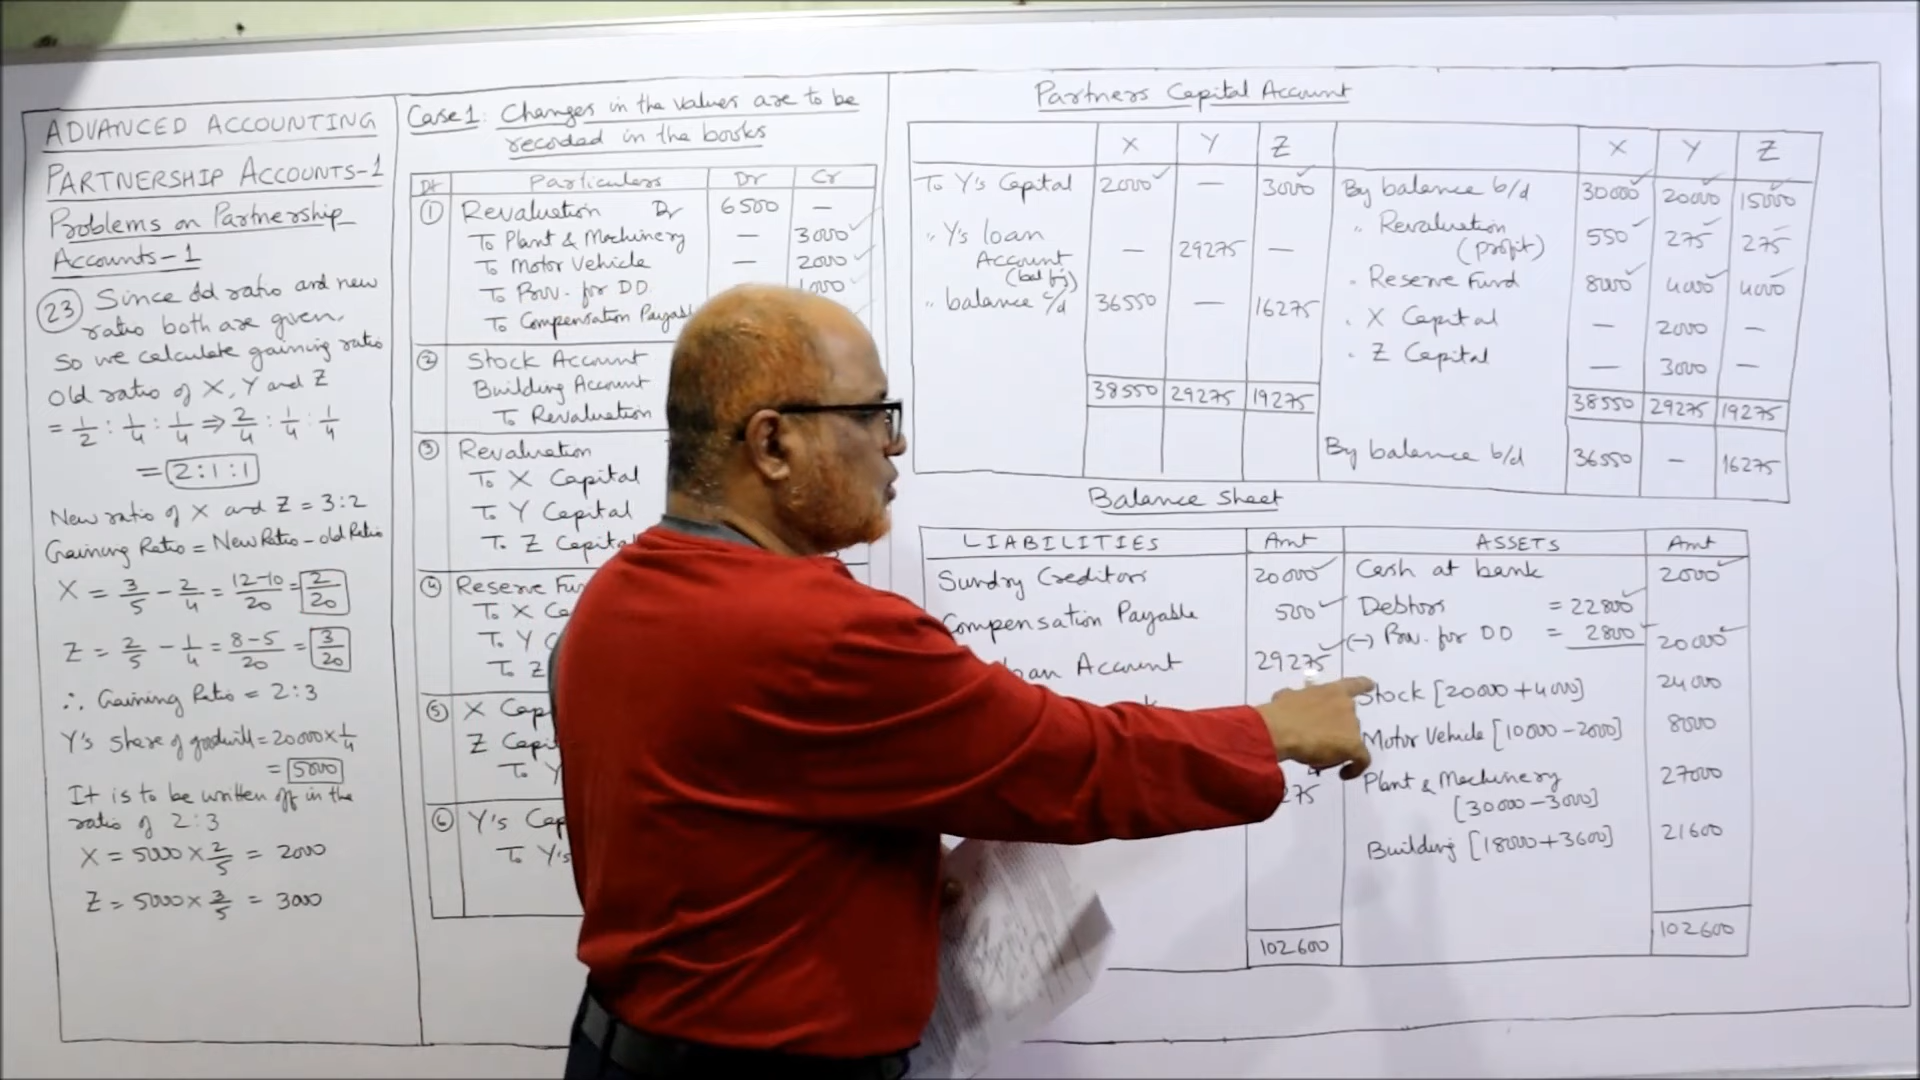 ADVANCED ACCOUNTING
PARTNERSHIP ACCOUNTS-1
Problems on Partnership
Accounts-1
(23) Since old ratio and new
ratio both are given,
so we calculate gaining ratio
Old ratio of X, Y and Z
= 1/2 : 1/4 : 1/4 ⇒ 2/4 : 1/4 : 1/4
= 2:1:1
New ratio of X and Z = 3:2
Gaining Ratio = New Ratio - old Ratio
X = 3/5 - 2/4 = 12-10/20 = 2/20
Z = 2/5 - 1/4 = 8-5/20 = 3/20
∴ Gaining Ratio = 2:3
Y's share of goodwill = 20000 × 1/4
= 5000
It is to be written off in the
ratio of 2:3
X = 5000 × 2/5 = 2000
Z = 5000 × 3/5 = 3000
Case 1: Changes in the values are to be
recorded in the books
Dt Particulars Dr Cr
① Revaluation Dr 6500 —
To Plant & Machinery — 3000
To Motor Vehicle — 2000
To Prov. for DD 1000
To Compensation Payabl
② Stock Account
Building Account
To Revaluation
③ Revaluation
To X Capital
To Y Capital
To Z Capital
④ Reserve Fu
To X Ca
To Y C
To Z
⑤ X Cap
Z Capi
To Y
⑥ Y's Cap
To Y's
Partners Capital Account
X Y Z X Y Z
To Y's Capital 2000 — 3000 By balance b/d 30000 20000 15000
" Y's loan Account (bal fig) — 29275 — " Revaluation (profit) 550 275 275
" balance c/d 36550 — 16275 " Reserve Fund 8000 4000 4000
" X Capital — 2000 —
" Z Capital — 3000 —
38550 29275 19275 38550 29275 19275
By balance b/d 36550 — 16275
Balance Sheet
LIABILITIES Amt ASSETS Amt
Sundry Creditors 20000 Cash at bank 2000
Compensation Payable 500 Debtors = 22800
(-) Prov. for DD = 2800 20000
oan Account 29275
Stock [20000 + 4000] 24000
Motor Vehicle [10000 - 2000] 8000
Plant & Machinery [30000 - 3000] 27000
275
Building [18000 + 3600] 21600
102600 102600